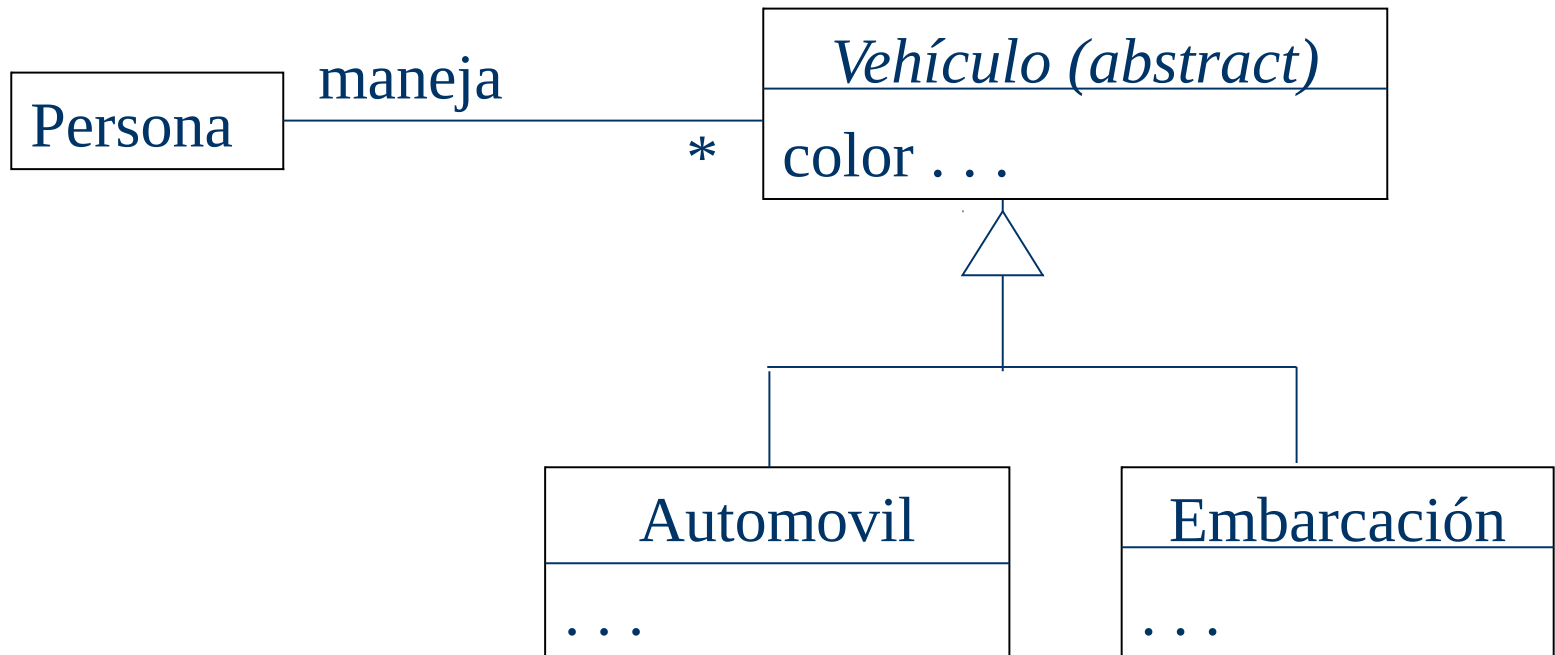 Vehículo (abstract)
maneja
Persona
*
color . . .
Automovil
Embarcación
. . .
. . .